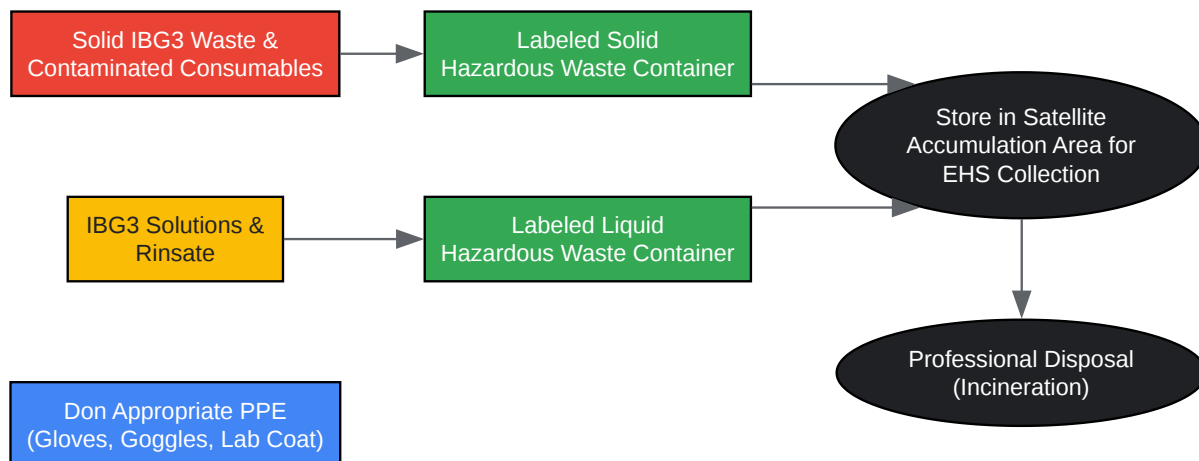 Solid IBG3 Waste &
Contaminated Consumables
Labeled Solid
Hazardous Waste Container
Store in Satellite
Accumulation Area for
EHS Collection
IBG3 Solutions &
Rinsate
Labeled Liquid
Hazardous Waste Container
Professional Disposal
(Incineration)
Don Appropriate PPE
(Gloves, Goggles, Lab Coat)